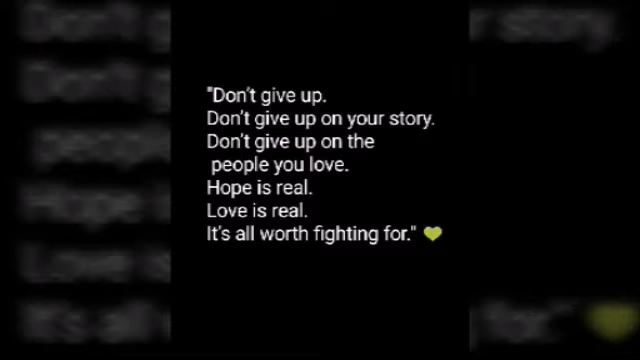 "Don't give up.
Don't give up on your story.
Don't give up on the
people you love.
Hope is real.
Love is real.
It's all worth fighting for." 💛